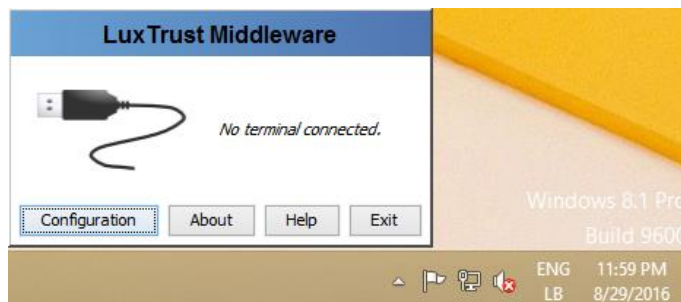 LuxTrust Middleware
No terminal connected.
Configuration About Help Exit
Windows 8.1 Pro
Build 9600
ENG 11:59 PM
LB 8/29/2016